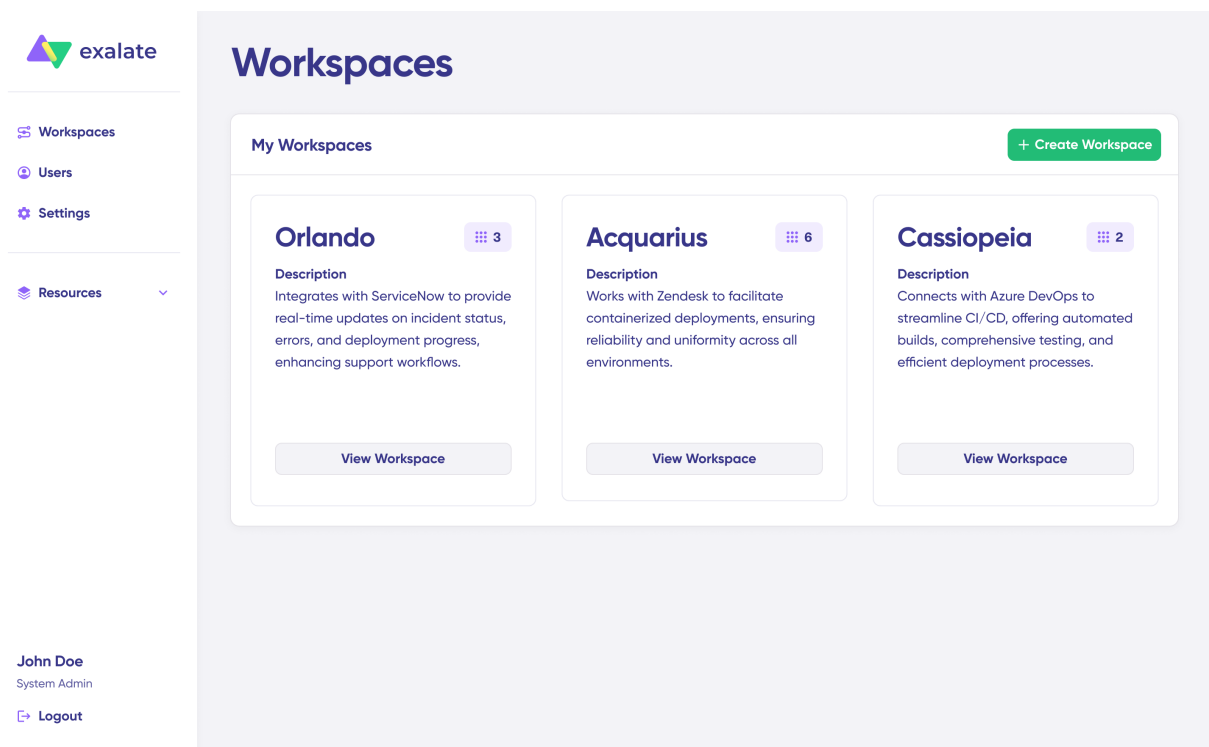 exalate
Workspaces
Users
Settings
Resources
John Doe
System Admin
Logout
Workspaces
My Workspaces
+ Create Workspace
Orlando
3
Description
Integrates with ServiceNow to provide
real-time updates on incident status,
errors, and deployment progress,
enhancing support workflows.
View Workspace
Acquarius
6
Description
Works with Zendesk to facilitate
containerized deployments, ensuring
reliability and uniformity across all
environments.
View Workspace
Cassiopeia
2
Description
Connects with Azure DevOps to
streamline CI/CD, offering automated
builds, comprehensive testing, and
efficient deployment processes.
View Workspace